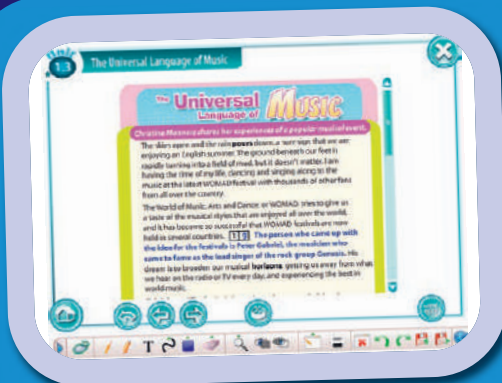 Unit
1.3 The Universal Language of Music
The Universal
Language of Music
Christine Moore shares her experiences of a popular musical event.
The skies open and the rain pours down, a sure sign that we are
enjoying an English summer. The ground beneath our feet is
rapidly turning into a field of mud, but it doesn't matter. I am
having the time of my life, dancing and singing along to the
music at the latest WOMAD festival with thousands of other fans
from all over the country.
The World of Music, Arts and Dance, or WOMAD, tries to give us
a taste of the musical styles that are enjoyed all over the world,
and it has become so successful that WOMAD festivals are now
held in several countries. 1 The person who came up with
the idea for the festivals is Peter Gabriel, the musician who
came to fame as the lead singer of the rock group Genesis. His
dream is to broaden our musical horizons, getting us away from what
we hear on the radio or TV every day, and experiencing the best in
world music.
T